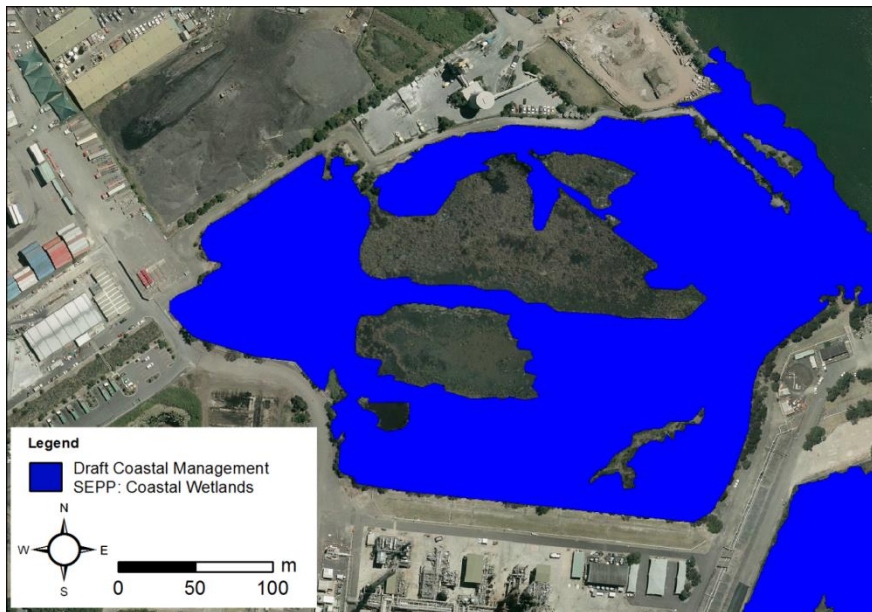 Legend
Draft Coastal Management
SEPP: Coastal Wetlands
N
W E
S
m
0 50 100